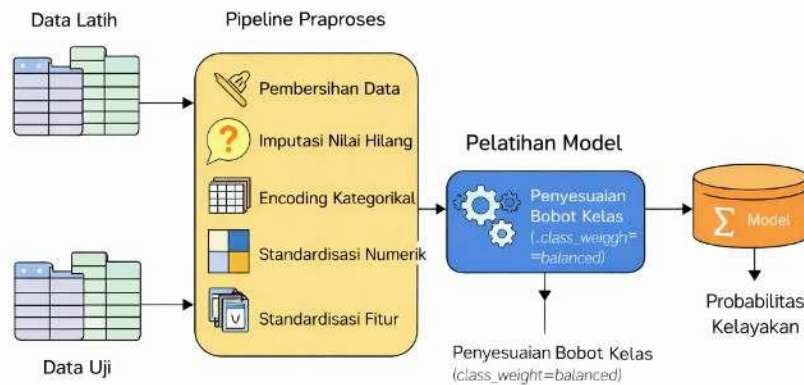 Data Latih
Pipeline Praproses
Pembersihan Data
Imputasi Nilai Hilang
Encoding Kategorikal
Standardisasi Numerik
Standardisasi Fitur
Data Uji
Pelatihan Model
Penyesuaian
Bobot Kelas
(.class_weiggh=
=balanced)
Σ Model
Penyesuaian Bobot Kelas
(class_weight=balanced)
Probabilitas
Kelayakan